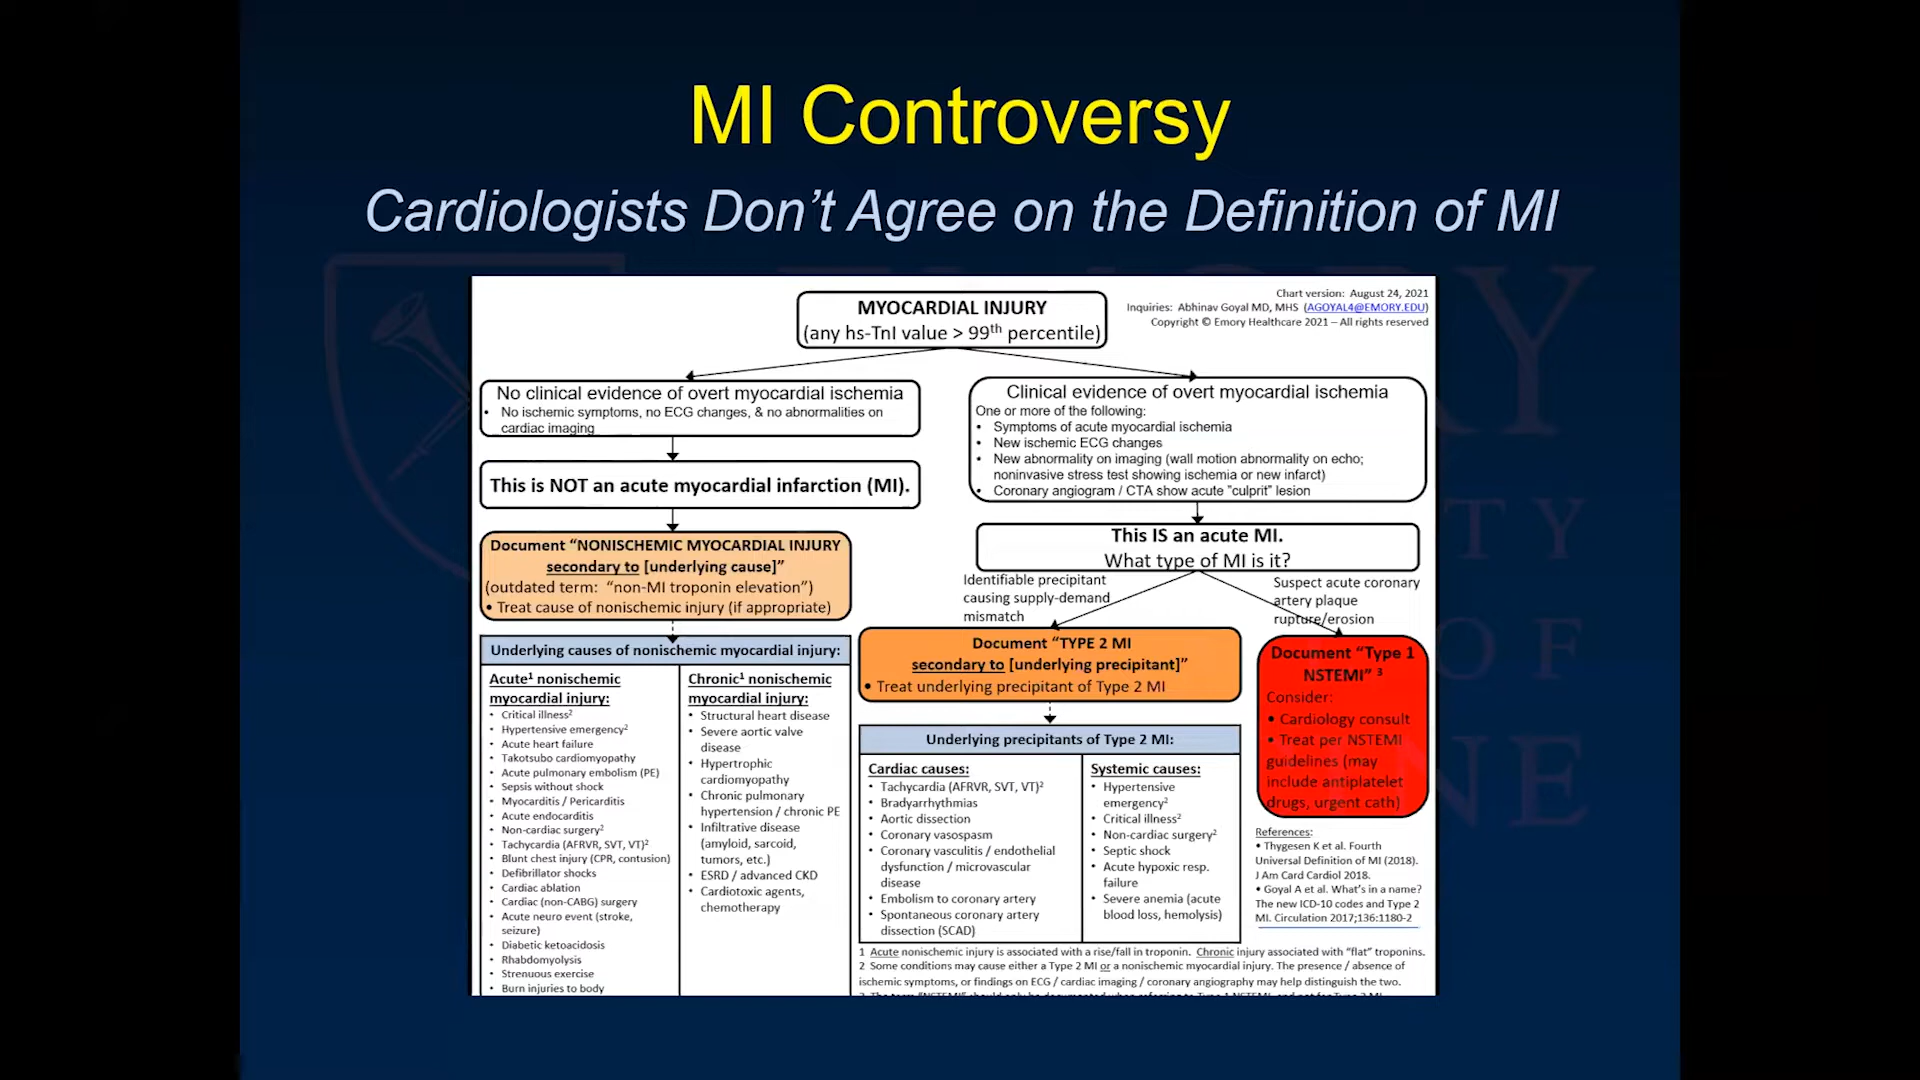 MI Controversy
Cardiologists Don’t Agree on the Definition of MI
MYOCARDIAL INJURY
(any hs-TnI value > 99th percentile)
Chart version: August 24, 2021
Inquiries: Abhinav Goyal MD, MHS (AGOYAL4@EMORY.EDU)
Copyright © Emory Healthcare 2021 – All rights reserved
No clinical evidence of overt myocardial ischemia
• No ischemic symptoms, no ECG changes, & no abnormalities on
cardiac imaging
This is NOT an acute myocardial infarction (MI).
Document “NONISCHEMIC MYOCARDIAL INJURY
secondary to [underlying cause]”
(outdated term: “non-MI troponin elevation”)
• Treat cause of nonischemic injury (if appropriate)
Underlying causes of nonischemic myocardial injury:
Acute1 nonischemic
myocardial injury:
• Critical illness2
• Hypertensive emergency2
• Acute heart failure
• Takotsubo cardiomyopathy
• Acute pulmonary embolism (PE)
• Sepsis without shock
• Myocarditis / Pericarditis
• Acute endocarditis
• Non-cardiac surgery2
• Tachycardia (AFRVR, SVT, VT)2
• Blunt chest injury (CPR, contusion)
• Defibrillator shocks
• Cardiac ablation
• Cardiac (non-CABG) surgery
• Acute neuro event (stroke,
seizure)
• Diabetic ketoacidosis
• Rhabdomyolysis
• Strenuous exercise
• Burn injuries to body
Chronic1 nonischemic
myocardial injury:
• Structural heart disease
• Severe aortic valve
disease
• Hypertrophic
cardiomyopathy
• Chronic pulmonary
hypertension / chronic PE
• Infiltrative disease
(amyloid, sarcoid,
tumors, etc.)
• ESRD / advanced CKD
• Cardiotoxic agents,
chemotherapy
Clinical evidence of overt myocardial ischemia
One or more of the following:
• Symptoms of acute myocardial ischemia
• New ischemic ECG changes
• New abnormality on imaging (wall motion abnormality on echo;
noninvasive stress test showing ischemia or new infarct)
• Coronary angiogram / CTA show acute "culprit" lesion
This IS an acute MI.
What type of MI is it?
Identifiable precipitant
causing supply-demand
mismatch
Suspect acute coronary
artery plaque
rupture/erosion
Document “TYPE 2 MI
secondary to [underlying precipitant]”
• Treat underlying precipitant of Type 2 MI
Underlying precipitants of Type 2 MI:
Cardiac causes:
• Tachycardia (AFRVR, SVT, VT)2
• Bradyarrhythmias
• Aortic dissection
• Coronary vasospasm
• Coronary vasculitis / endothelial
dysfunction / microvascular
disease
• Embolism to coronary artery
• Spontaneous coronary artery
dissection (SCAD)
Systemic causes:
• Hypertensive
emergency2
• Critical illness2
• Non-cardiac surgery2
• Septic shock
• Acute hypoxic resp.
failure
• Severe anemia (acute
blood loss, hemolysis)
Document “Type 1
NSTEMI” 3
Consider:
• Cardiology consult
• Treat per NSTEMI
guidelines (may
include antiplatelet
drugs, urgent cath)
References:
• Thygesen K et al. Fourth
Universal Definition of MI (2018).
J Am Card Cardiol 2018.
• Goyal A et al. What’s in a name?
The new ICD-10 codes and Type 2
MI. Circulation 2017;136:1180-2
1 Acute nonischemic injury is associated with a rise/fall in troponin. Chronic injury associated with “flat” troponins.
2 Some conditions may cause either a Type 2 MI or a nonischemic myocardial injury. The presence / absence of
ischemic symptoms, or findings on ECG / cardiac imaging / coronary angiography may help distinguish the two.